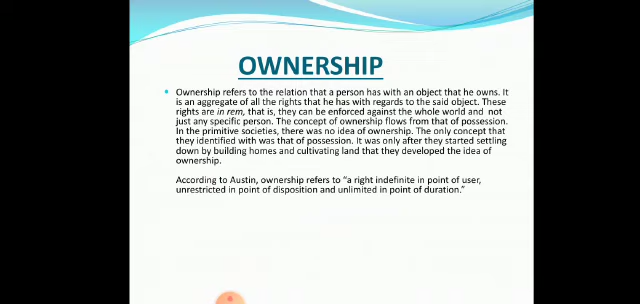 OWNERSHIP
• Ownership refers to the relation that a person has with an object that he owns. It
is an aggregate of all the rights that he has with regards to the said object. These
rights are in rem, that is, they can be enforced against the whole world and not
just any specific person. The concept of ownership flows from that of possession.
In the primitive societies, there was no idea of ownership. The only concept that
they identified with was that of possession. It was only after they started settling
down by building homes and cultivating land that they developed the idea of
ownership.
According to Austin, ownership refers to “a right indefinite in point of user,
unrestricted in point of disposition and unlimited in point of duration.”